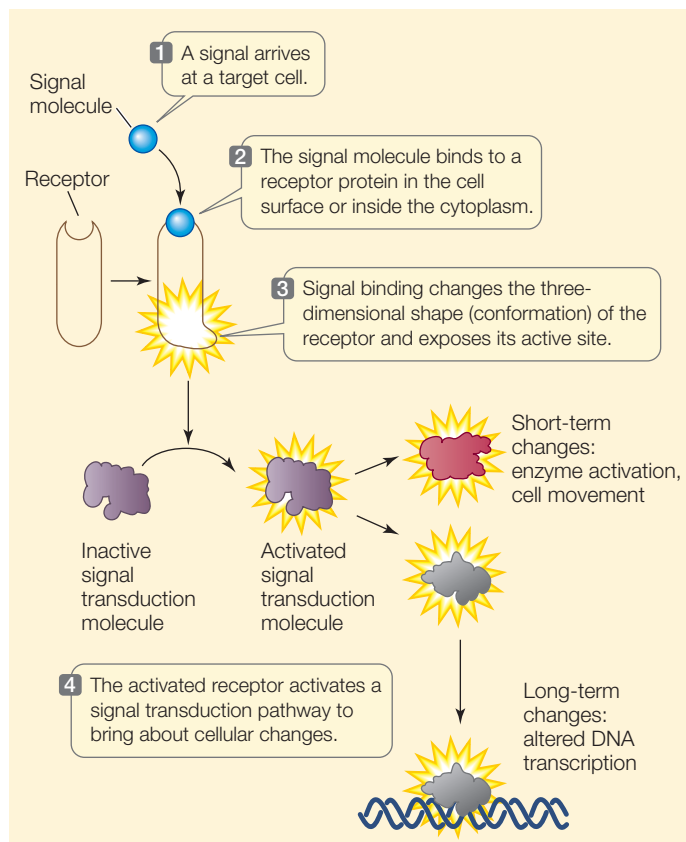 1 A signal arrives
at a target cell.
Signal
molecule
2 The signal molecule binds to a
receptor protein in the cell
surface or inside the cytoplasm.
Receptor
3 Signal binding changes the three-
dimensional shape (conformation) of the
receptor and exposes its active site.
Short-term
changes:
enzyme activation,
cell movement
Inactive
signal
transduction
molecule
Activated
signal
transduction
molecule
4 The activated receptor activates a
signal transduction pathway to
bring about cellular changes.
Long-term
changes:
altered DNA
transcription